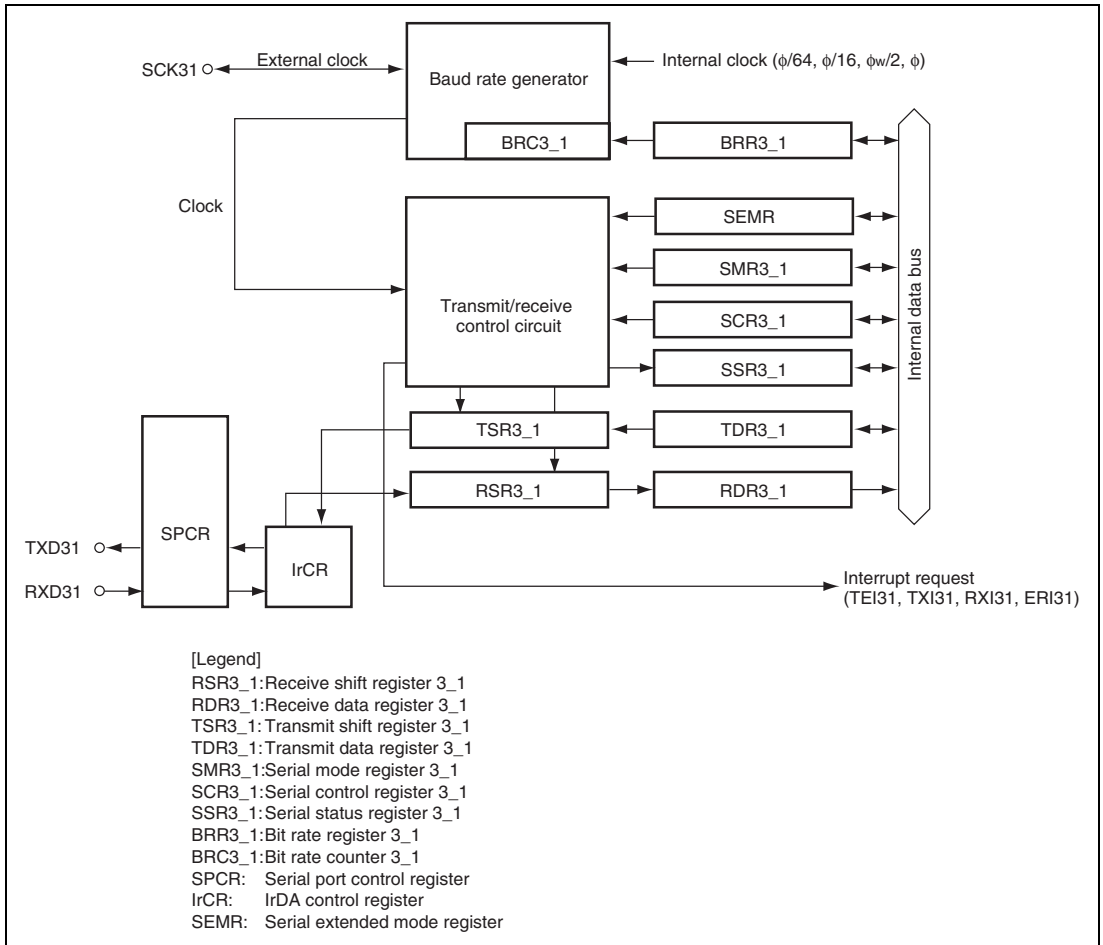 SCK31
External clock
Baud rate generator
Internal clock (ϕ/64, ϕ/16, ϕw/2, ϕ)
BRC3_1
BRR3_1
Clock
SEMR
SMR3_1
Transmit/receive
control circuit
SCR3_1
SSR3_1
Internal data bus
TSR3_1
TDR3_1
RSR3_1
RDR3_1
SPCR
TXD31
IrCR
RXD31
Interrupt request
(TEI31, TXI31, RXI31, ERI31)
[Legend]
RSR3_1:Receive shift register 3_1
RDR3_1:Receive data register 3_1
TSR3_1:Transmit shift register 3_1
TDR3_1:Transmit data register 3_1
SMR3_1:Serial mode register 3_1
SCR3_1:Serial control register 3_1
SSR3_1:Serial status register 3_1
BRR3_1:Bit rate register 3_1
BRC3_1:Bit rate counter 3_1
SPCR: Serial port control register
IrCR: IrDA control register
SEMR: Serial extended mode register